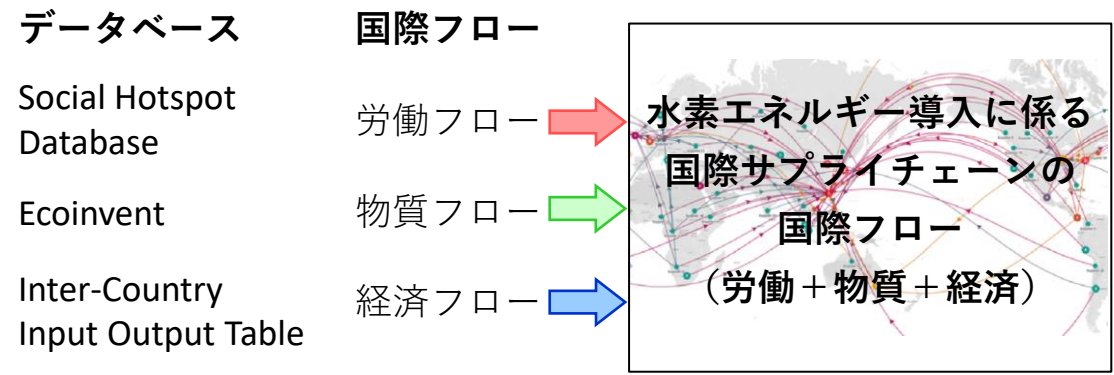 データベース
国際フロー
Social Hotspot
Database
労働フロー
Ecoinvent
物質フロー
Inter-Country
Input Output Table
経済フロー
水素エネルギー導入に係る
国際サプライチェーンの
国際フロー
（労働＋物質＋経済）